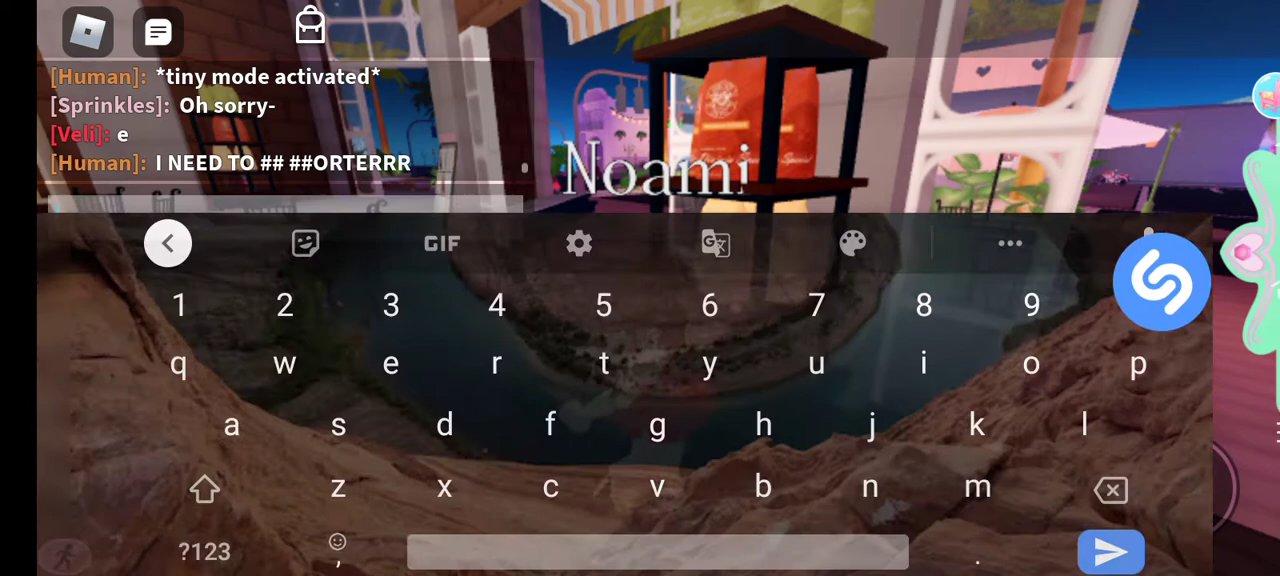 [Human]: *tiny mode activated*
[Sprinkles]: Oh sorry-
[Veli]: e
[Human]: I NEED TO ## ##ORTERRR
Noami
GIF
1 2 3 4 5 6 7 8 9
q w e r t y u i o p
a s d f g h j k l
z x c v b n m
?123 , .